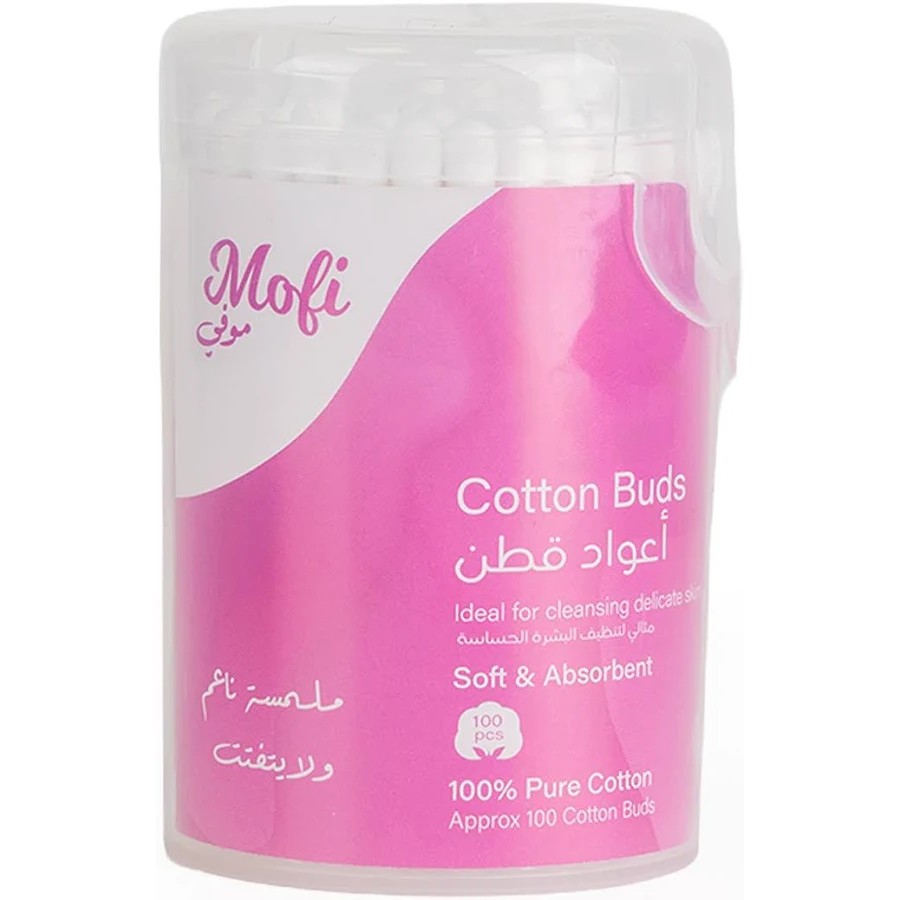 Mofi
موفي
Cotton Buds
أعواد قطن
Ideal for cleansing delicate skin
مثالي لتنظيف البشرة الحساسة
Soft & Absorbent
ملمسه ناعم
ولا يتفتت
100
pcs
100% Pure Cotton
Approx 100 Cotton Buds